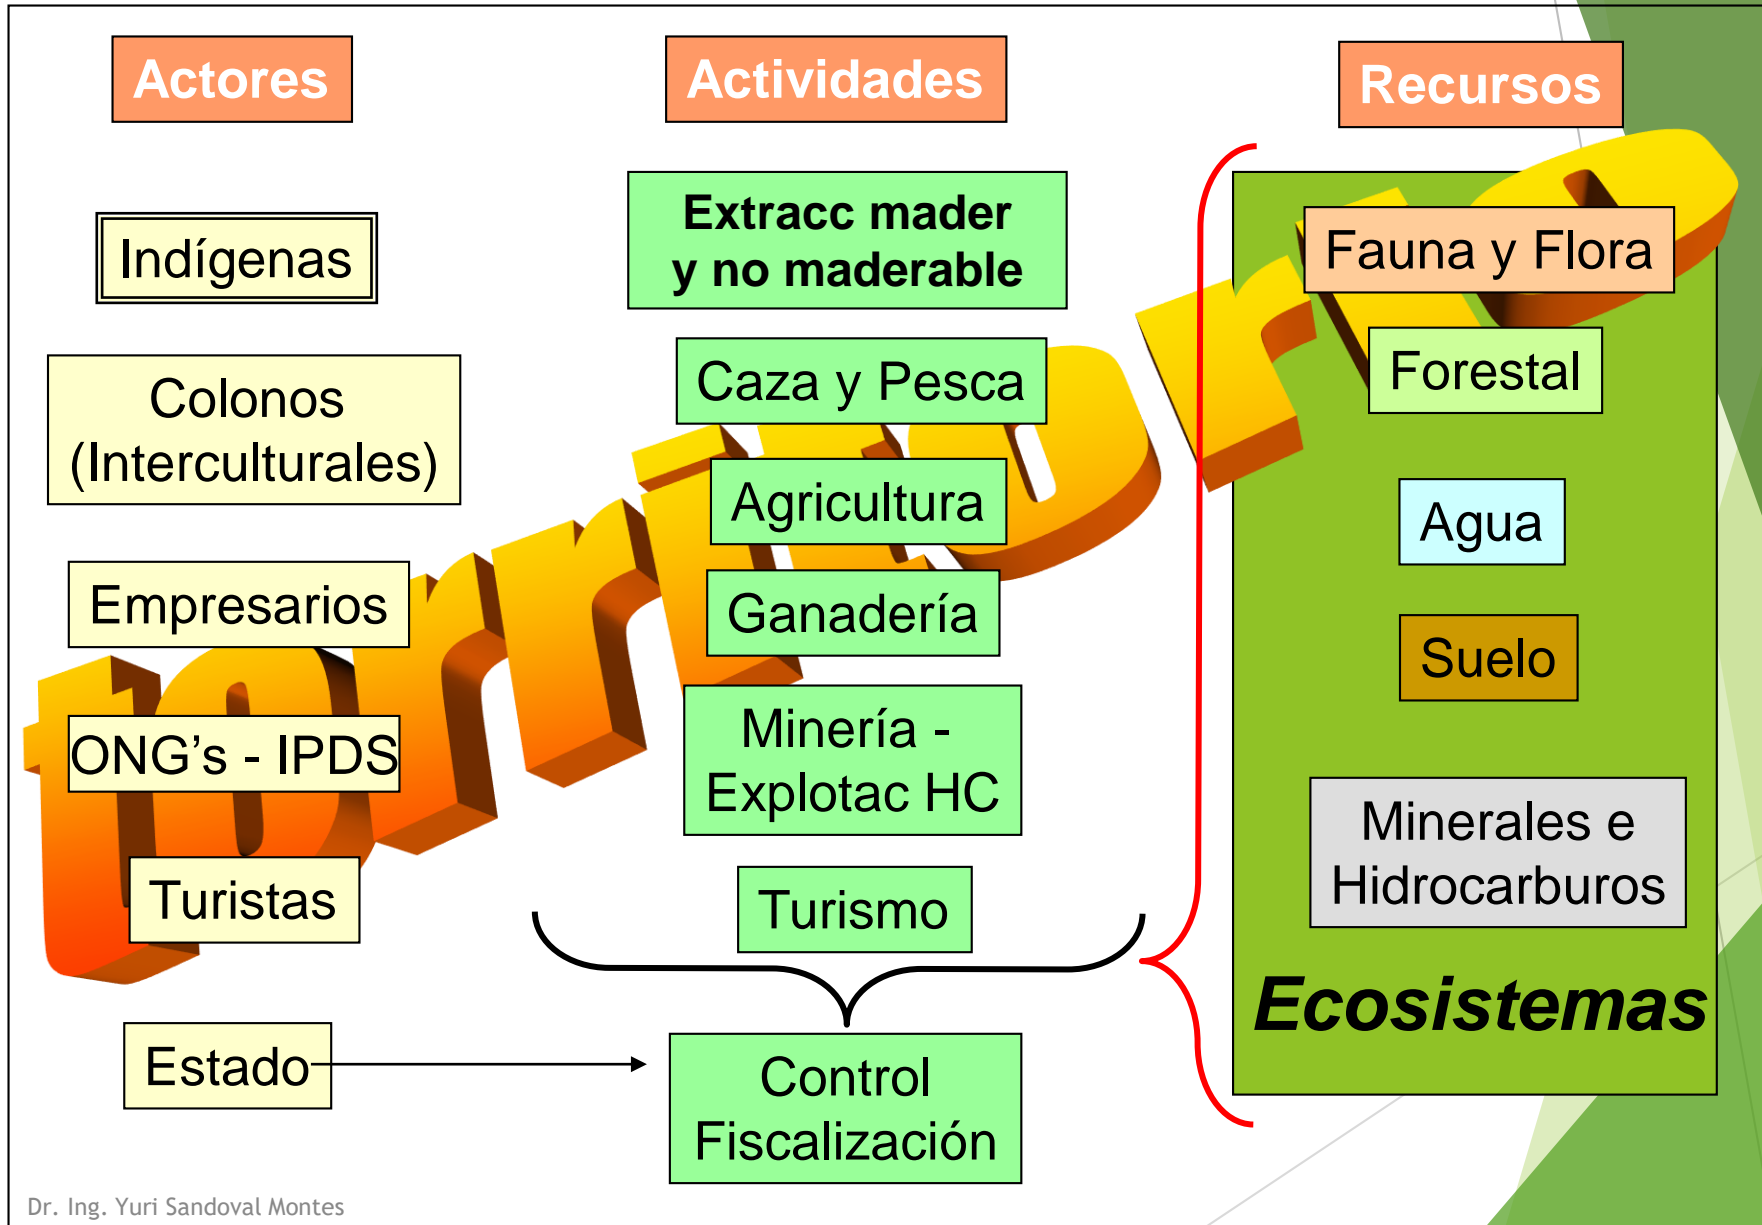 Actores
Actividades
Recursos
Indígenas
Colonos
(Interculturales)
Empresarios
ONG’s - IPDS
Turistas
Estado
Extracc mader
y no maderable
Caza y Pesca
Agricultura
Ganadería
Minería -
Explotac HC
Turismo
Control
Fiscalización
Fauna y Flora
Forestal
Agua
Suelo
Minerales e
Hidrocarburos
Ecosistemas
territorio
Dr. Ing. Yuri Sandoval Montes